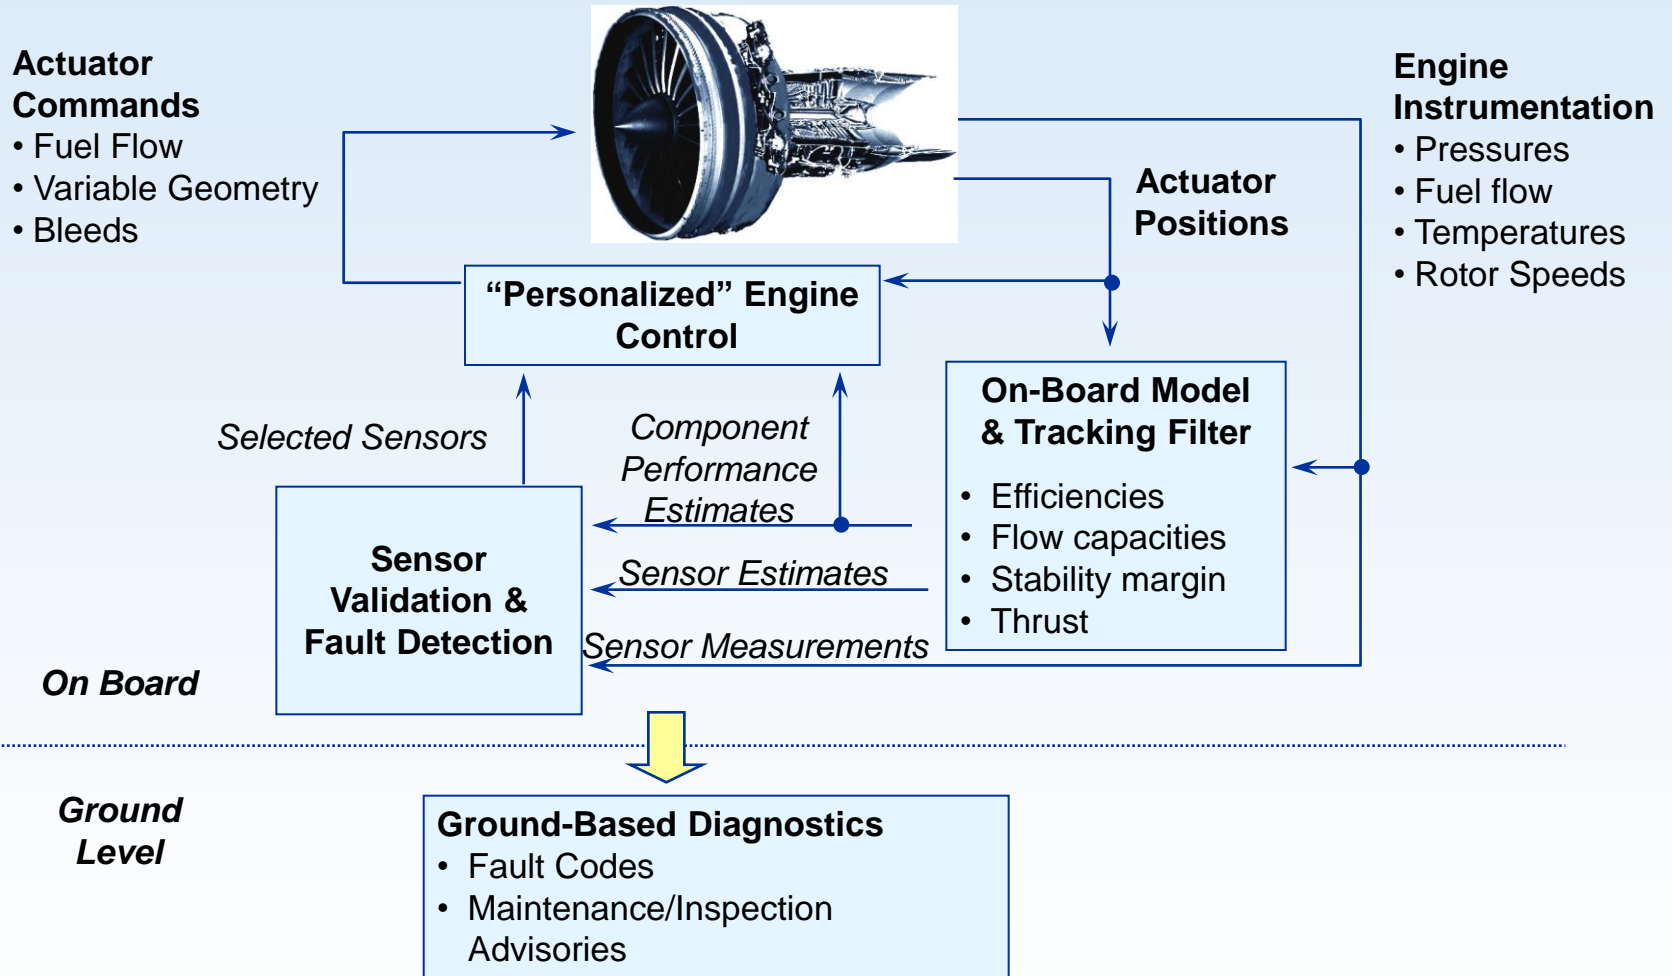 Actuator
Commands
• Fuel Flow
• Variable Geometry
• Bleeds
Engine
Instrumentation
• Pressures
• Fuel flow
• Temperatures
• Rotor Speeds
Actuator
Positions
“Personalized” Engine
Control
On-Board Model
& Tracking Filter
• Efficiencies
• Flow capacities
• Stability margin
• Thrust
Selected Sensors
Component
Performance
Estimates
Sensor Estimates
Sensor Measurements
Sensor
Validation &
Fault Detection
On Board
Ground
Level
Ground-Based Diagnostics
• Fault Codes
• Maintenance/Inspection
Advisories